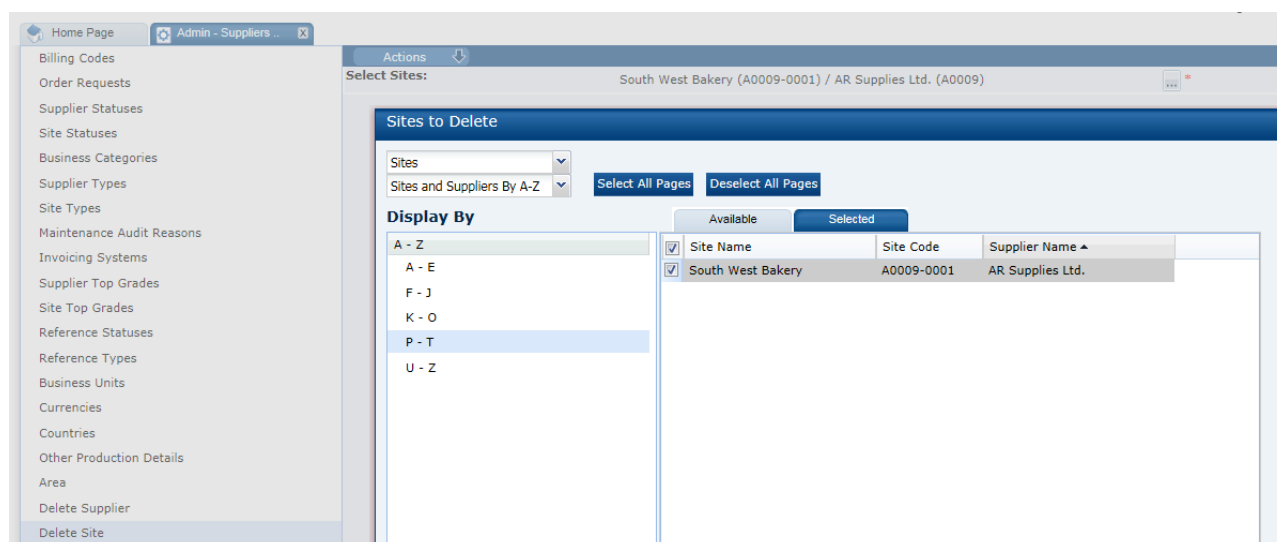 Home Page
Admin - Suppliers ..
X
Billing Codes
Order Requests
Supplier Statuses
Site Statuses
Business Categories
Supplier Types
Site Types
Maintenance Audit Reasons
Invoicing Systems
Supplier Top Grades
Site Top Grades
Reference Statuses
Reference Types
Business Units
Currencies
Countries
Other Production Details
Area
Delete Supplier
Delete Site
Actions
Select Sites: South West Bakery (A0009-0001) / AR Supplies Ltd. (A0009) ... *
Sites to Delete
Sites
Sites and Suppliers By A-Z Select All Pages Deselect All Pages
Display By
A - Z
A - E
F - J
K - O
P - T
U - Z
Available Selected
Site Name Site Code Supplier Name
South West Bakery A0009-0001 AR Supplies Ltd.